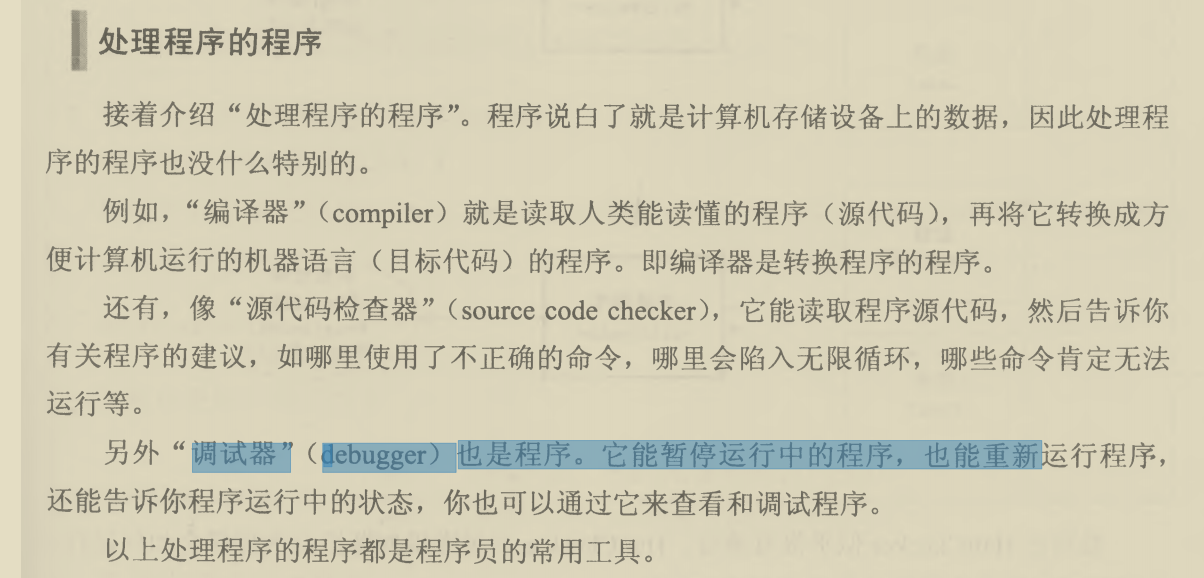 处理程序的程序
接着介绍“处理程序的程序”。程序说白了就是计算机存储设备上的数据，因此处理程
序的程序也没什么特别的。
例如，“编译器”（compiler）就是读取人类能读懂的程序（源代码），再将它转换成方
便计算机运行的机器语言（目标代码）的程序。即编译器是转换程序的程序。
还有，像“源代码检查器”（source code checker），它能读取程序源代码，然后告诉你
有关程序的建议，如哪里使用了不正确的命令，哪里会陷入无限循环，哪些命令肯定无法
运行等。
另外“调试器”（debugger）也是程序。它能暂停运行中的程序，也能重新运行程序，
还能告诉你程序运行中的状态，你也可以通过它来查看和调试程序。
以上处理程序的程序都是程序员的常用工具。